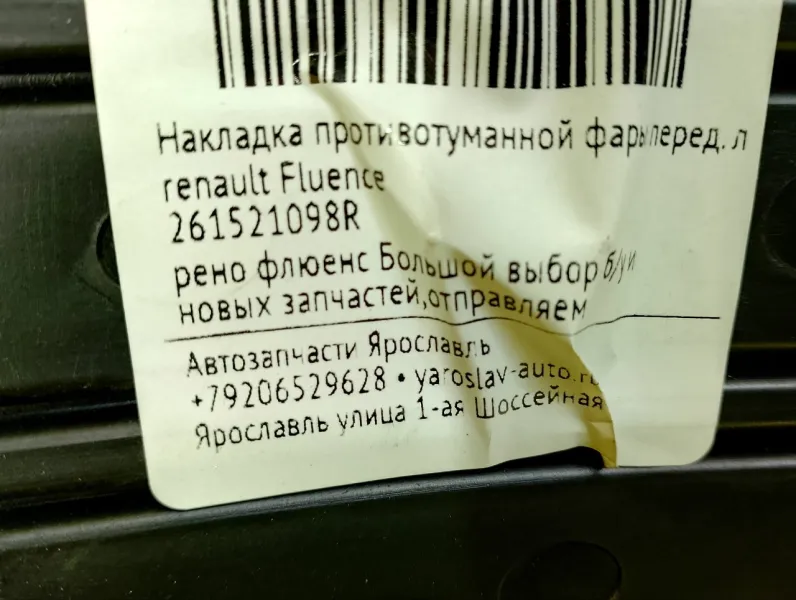 Накладка противотуманной фары перед. л
renault Fluence
261521098R
рено флюенс Большой выбор б/у и
новых запчастей,отправляем
Автозапчасти Ярославль
+79206529628 • yaroslav-auto.ru
Ярославль улица 1-ая Шоссейная